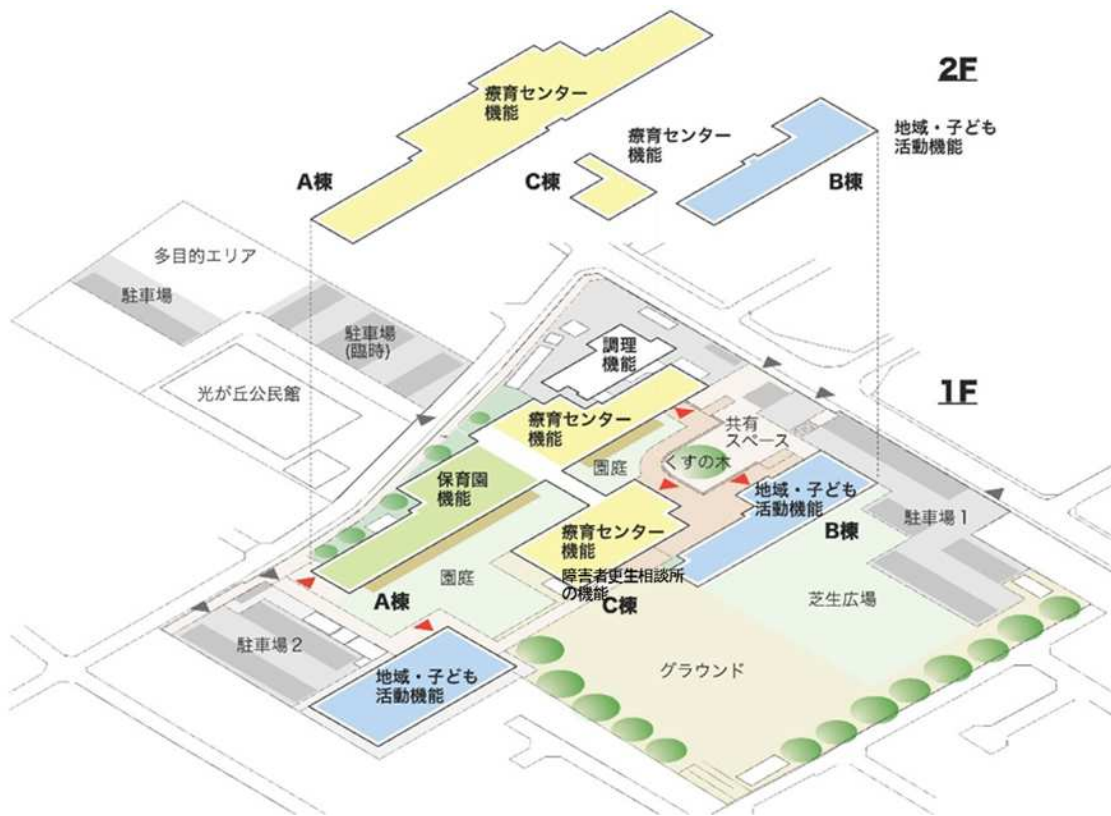 2F
療育センター
機能
療育センター
機能
地域・子ども
活動機能
A棟
C棟
B棟
多目的エリア
駐車場
駐車場
(臨時)
光が丘公民館
調理
機能
1F
療育センター
機能
共有
スペース
くすの木
園庭
保育園
機能
地域・子ども
活動機能
駐車場1
療育センター
機能
B棟
障害者更生相談所
の機能
園庭
A棟
C棟
芝生広場
駐車場2
グラウンド
地域・子ども
活動機能